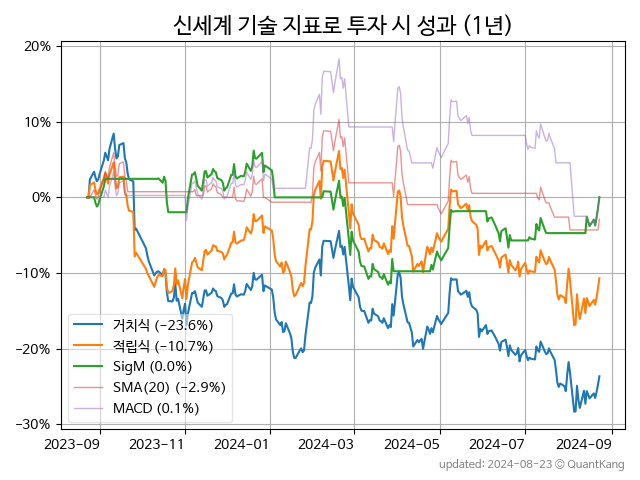 신세계 기술 지표로 투자 시 성과 (1년)
20%
10%
0%
−10%
−20%
−30%
거치식 (−23.6%)
적립식 (−10.7%)
SigM (0.0%)
SMA(20) (−2.9%)
MACD (0.1%)
2023-09 2023-11 2024-01 2024-03 2024-05 2024-07 2024-09
updated: 2024-08-23 © QuantKang